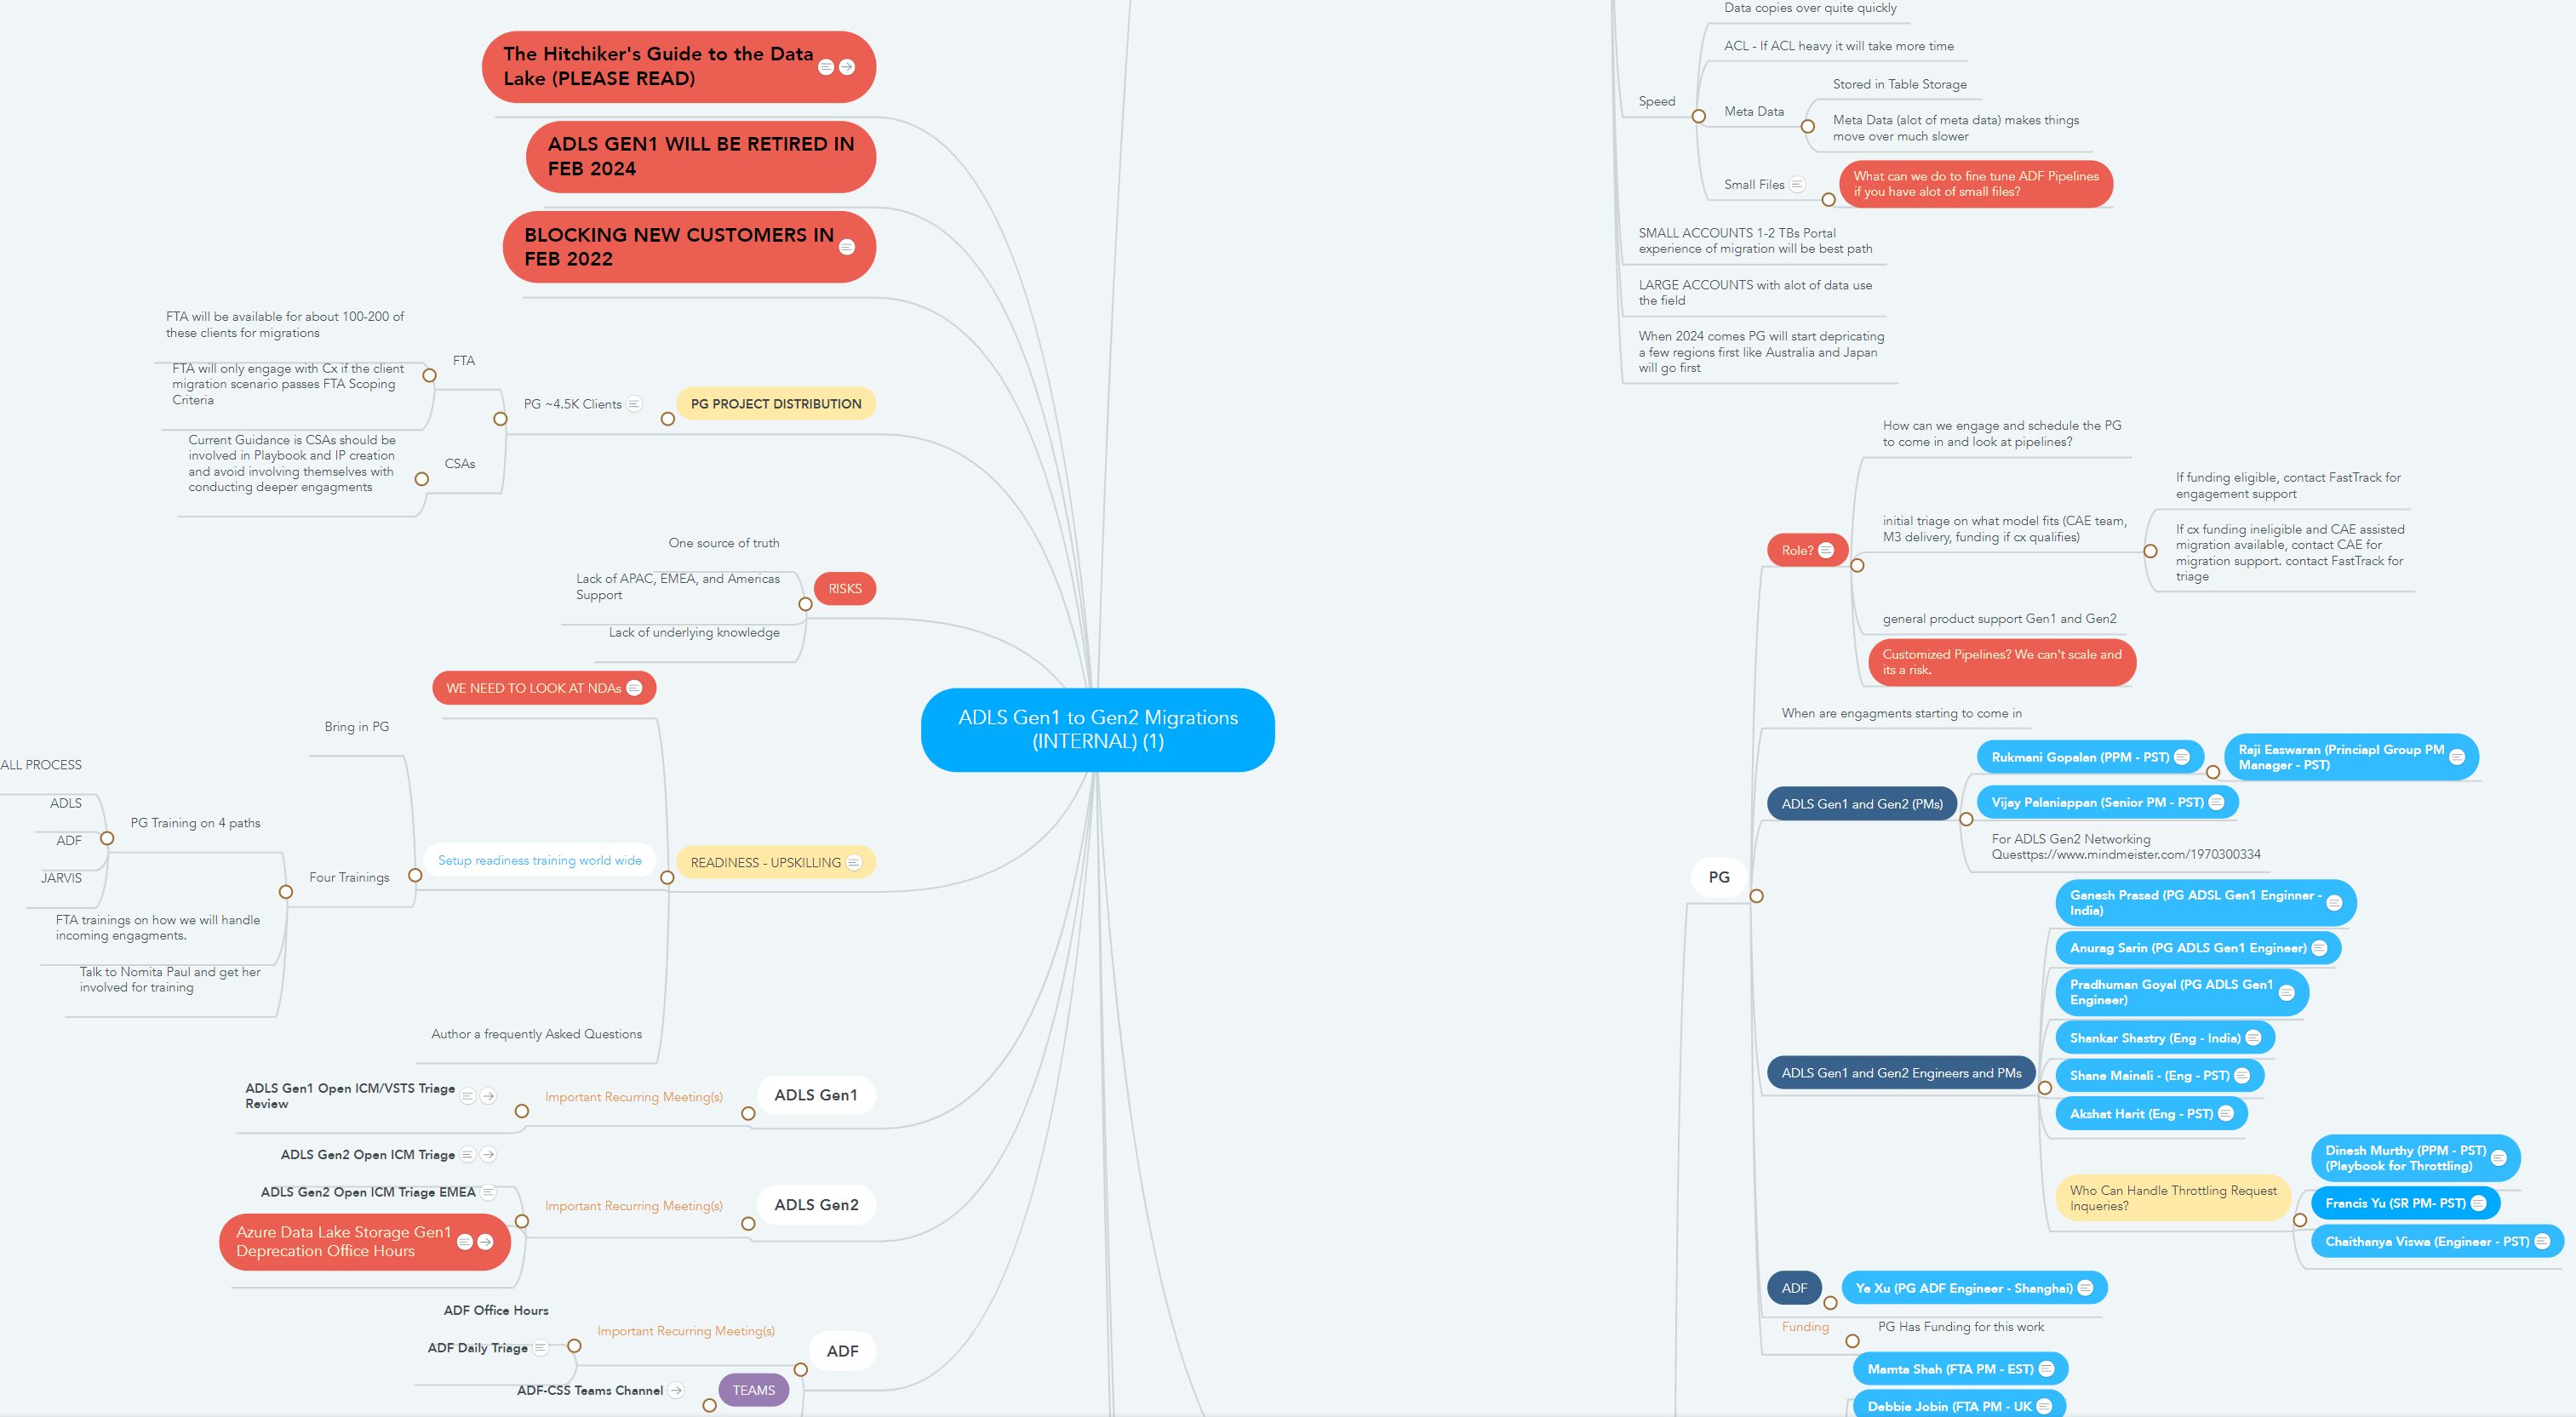 The Hitchiker's Guide to the Data
Lake (PLEASE READ)
ADLS GEN1 WILL BE RETIRED IN
FEB 2024
BLOCKING NEW CUSTOMERS IN
FEB 2022
FTA will be available for about 100-200 of
these clients for migrations
FTA
FTA will only engage with Cx if the client
migration scenario passes FTA Scoping
Criteria
PG ~4.5K Clients
PG PROJECT DISTRIBUTION
Current Guidance is CSAs should be
involved in Playbook and IP creation
and avoid involving themselves with
conducting deeper engagments
CSAs
One source of truth
Lack of APAC, EMEA, and Americas
Support
RISKS
Lack of underlying knowledge
WE NEED TO LOOK AT NDAs
Bring in PG
ALL PROCESS
ADLS
PG Training on 4 paths
ADF
JARVIS
Four Trainings
Setup readiness training world wide
READINESS - UPSKILLING
FTA trainings on how we will handle
incoming engagments.
Talk to Nomita Paul and get her
involved for training
Author a frequently Asked Questions
ADLS Gen1 Open ICM/VSTS Triage
Review
Important Recurring Meeting(s)
ADLS Gen1
ADLS Gen2 Open ICM Triage
ADLS Gen2 Open ICM Triage EMEA
Important Recurring Meeting(s)
ADLS Gen2
Azure Data Lake Storage Gen1
Deprecation Office Hours
ADF Office Hours
ADF Daily Triage
Important Recurring Meeting(s)
ADF
ADF-CSS Teams Channel
TEAMS
ADLS Gen1 to Gen2 Migrations
(INTERNAL) (1)
Data copies over quite quickly
ACL - If ACL heavy it will take more time
Speed
Meta Data
Stored in Table Storage
Meta Data (alot of meta data) makes things
move over much slower
Small Files
What can we do to fine tune ADF Pipelines
if you have alot of small files?
SMALL ACCOUNTS 1-2 TBs Portal
experience of migration will be best path
LARGE ACCOUNTS with alot of data use
the field
When 2024 comes PG will start depricating
a few regions first like Australia and Japan
will go first
How can we engage and schedule the PG
to come in and look at pipelines?
Role?
initial triage on what model fits (CAE team,
M3 delivery, funding if cx qualifies)
If funding eligible, contact FastTrack for
engagement support
If cx funding ineligible and CAE assisted
migration available, contact CAE for
migration support. contact FastTrack for
triage
general product support Gen1 and Gen2
Customized Pipelines? We can't scale and
its a risk.
When are engagments starting to come in
PG
ADLS Gen1 and Gen2 (PMs)
Rukmani Gopalan (PPM - PST)
Raji Easwaran (Princiapl Group PM
Manager - PST)
Vijay Palaniappan (Senior PM - PST)
For ADLS Gen2 Networking
Questtps://www.mindmeister.com/1970300334
ADLS Gen1 and Gen2 Engineers and PMs
Ganesh Prasad (PG ADSL Gen1 Enginner -
India)
Anurag Sarin (PG ADLS Gen1 Engineer)
Pradhuman Goyal (PG ADLS Gen1
Engineer)
Shankar Shastry (Eng - India)
Shane Mainali - (Eng - PST)
Akshat Harit (Eng - PST)
Who Can Handle Throttling Request
Inqueries?
Dinesh Murthy (PPM - PST)
(Playbook for Throttling)
Francis Yu (SR PM- PST)
Chaithanya Viswa (Engineer - PST)
ADF
Ye Xu (PG ADF Engineer - Shanghai)
Funding
PG Has Funding for this work
Mamta Shah (FTA PM - EST)
Debbie Jobin (FTA PM - UK